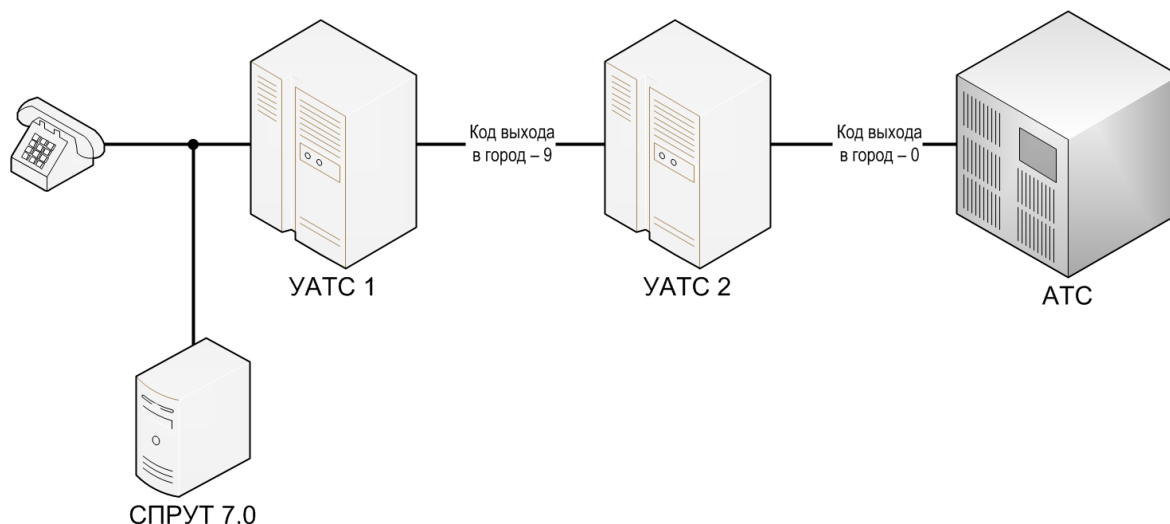 Код выхода
в город – 9
Код выхода
в город – 0
УАТС 1
УАТС 2
АТС
СПРУТ 7.0